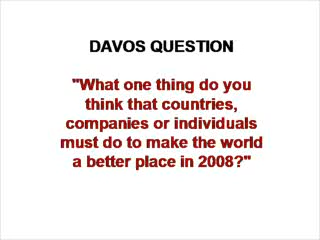 DAVOS QUESTION
"What one thing do you
think that countries,
companies or individuals
must do to make the world
a better place in 2008?"